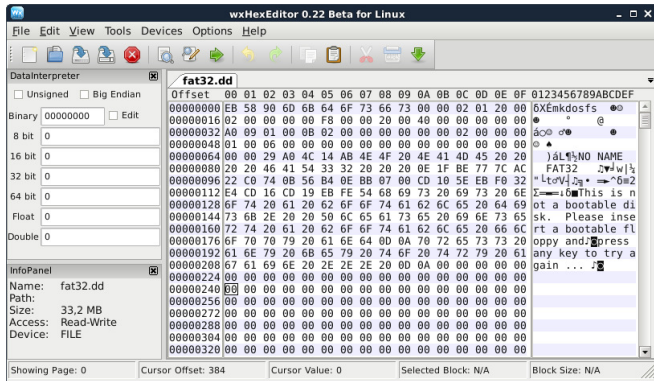 wxHexEditor 0.22 Beta for Linux
File Edit View Tools Devices Options Help
DataInterpreter
Unsigned Big Endian
Binary 00000000 Edit
8 bit 0
16 bit 0
32 bit 0
64 bit 0
Float 0
Double 0
InfoPanel
Name: fat32.dd
Path:
Size: 33,2 MB
Access: Read-Write
Device: FILE
fat32.dd
Offset 00 01 02 03 04 05 06 07 08 09 0A 0B 0C 0D 0E 0F 0123456789ABCDEF
00000000 EB 58 90 6D 6B 64 6F 73 66 73 00 00 02 01 20 00 δXÉmkdosfs ☻☺
00000016 02 00 00 00 00 F8 00 00 20 00 40 00 00 00 00 00 ☻ ° @
00000032 A0 09 01 00 0B 02 00 00 00 00 00 00 02 00 00 00 á○☺ ♂☻ ☻
00000048 01 00 06 00 00 00 00 00 00 00 00 00 00 00 00 00 ☺ ♠
00000064 00 00 29 A0 4C 14 AB 4E 4F 20 4E 41 4D 45 20 20 )áL¶½NO NAME
00000080 20 20 46 41 54 33 32 20 20 20 0E 1F BE 77 7C AC FAT32 ♫▼╛w|¼
00000096 22 C0 74 0B 56 B4 0E BB 07 00 CD 10 5E EB F0 32 "└t♂V┤♫╗• ═►^δ≡2
00000112 E4 CD 16 CD 19 EB FE 54 68 69 73 20 69 73 20 6E Σ═▬═↓δ■This is n
00000128 6F 74 20 61 20 62 6F 6F 74 61 62 6C 65 20 64 69 ot a bootable di
00000144 73 6B 2E 20 20 50 6C 65 61 73 65 20 69 6E 73 65 sk.  Please inse
00000160 72 74 20 61 20 62 6F 6F 74 61 62 6C 65 20 66 6C rt a bootable fl
00000176 6F 70 70 79 20 61 6E 64 0D 0A 70 72 65 73 73 20 oppy and♪◙press
00000192 61 6E 79 20 6B 65 79 20 74 6F 20 74 72 79 20 61 any key to try a
00000208 67 61 69 6E 20 2E 2E 2E 20 0D 0A 00 00 00 00 00 gain ... ♪◙
00000224 00 00 00 00 00 00 00 00 00 00 00 00 00 00 00 00
00000240 00 00 00 00 00 00 00 00 00 00 00 00 00 00 00 00
00000256 00 00 00 00 00 00 00 00 00 00 00 00 00 00 00 00
00000272 00 00 00 00 00 00 00 00 00 00 00 00 00 00 00 00
00000288 00 00 00 00 00 00 00 00 00 00 00 00 00 00 00 00
00000304 00 00 00 00 00 00 00 00 00 00 00 00 00 00 00 00
00000320 00 00 00 00 00 00 00 00 00 00 00 00 00 00 00 00
Showing Page: 0 Cursor Offset: 384 Cursor Value: 0 Selected Block: N/A Block Size: N/A